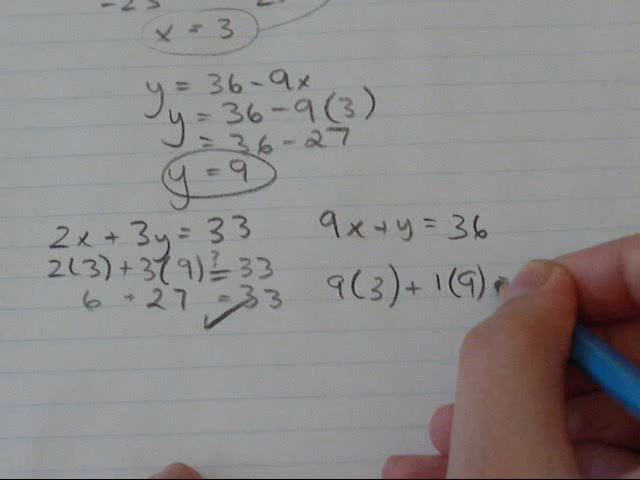 x = 3
y = 36 - 9x
y = 36 - 9(3)
= 36 - 27
y = 9
2x + 3y = 33
2(3) + 3(9) ≟ 33
6 + 27 = 33 ✓
9x + y = 36
9(3) + 1(9)